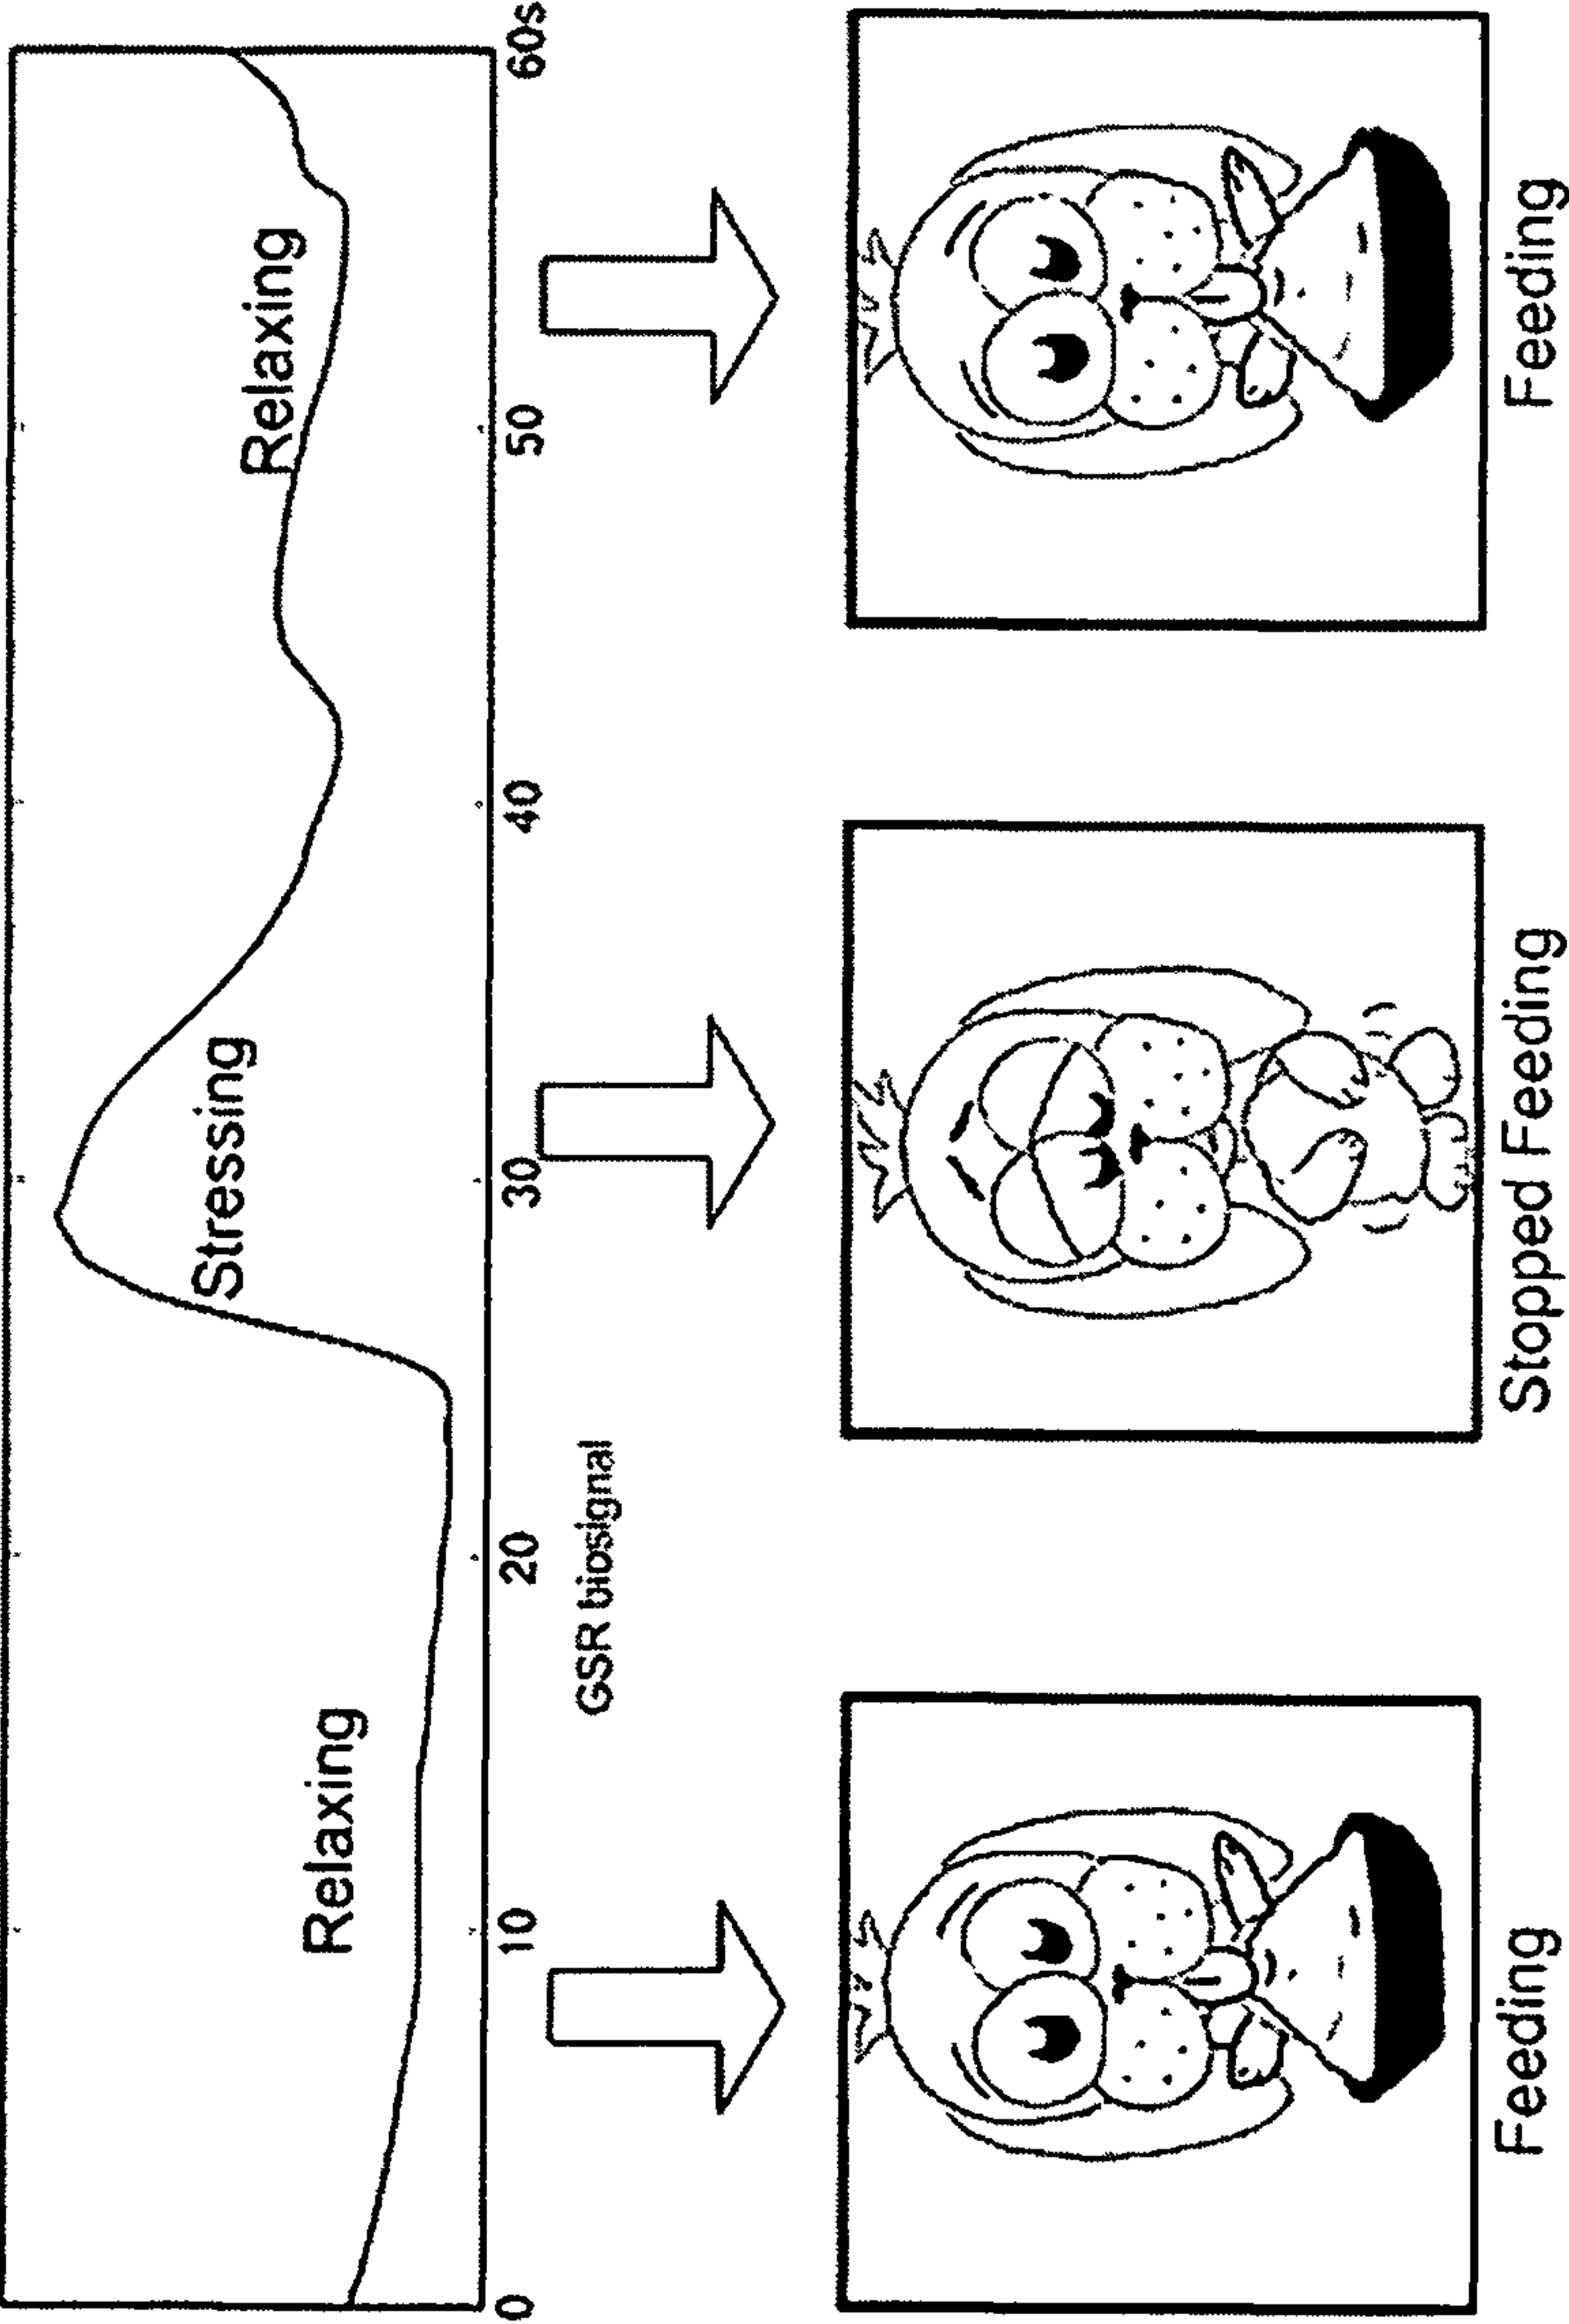 Relaxing
Stressing
Relaxing
0 10 20 30 40 50 60s
GSR biosignal
Feeding
Stopped Feeding
Feeding